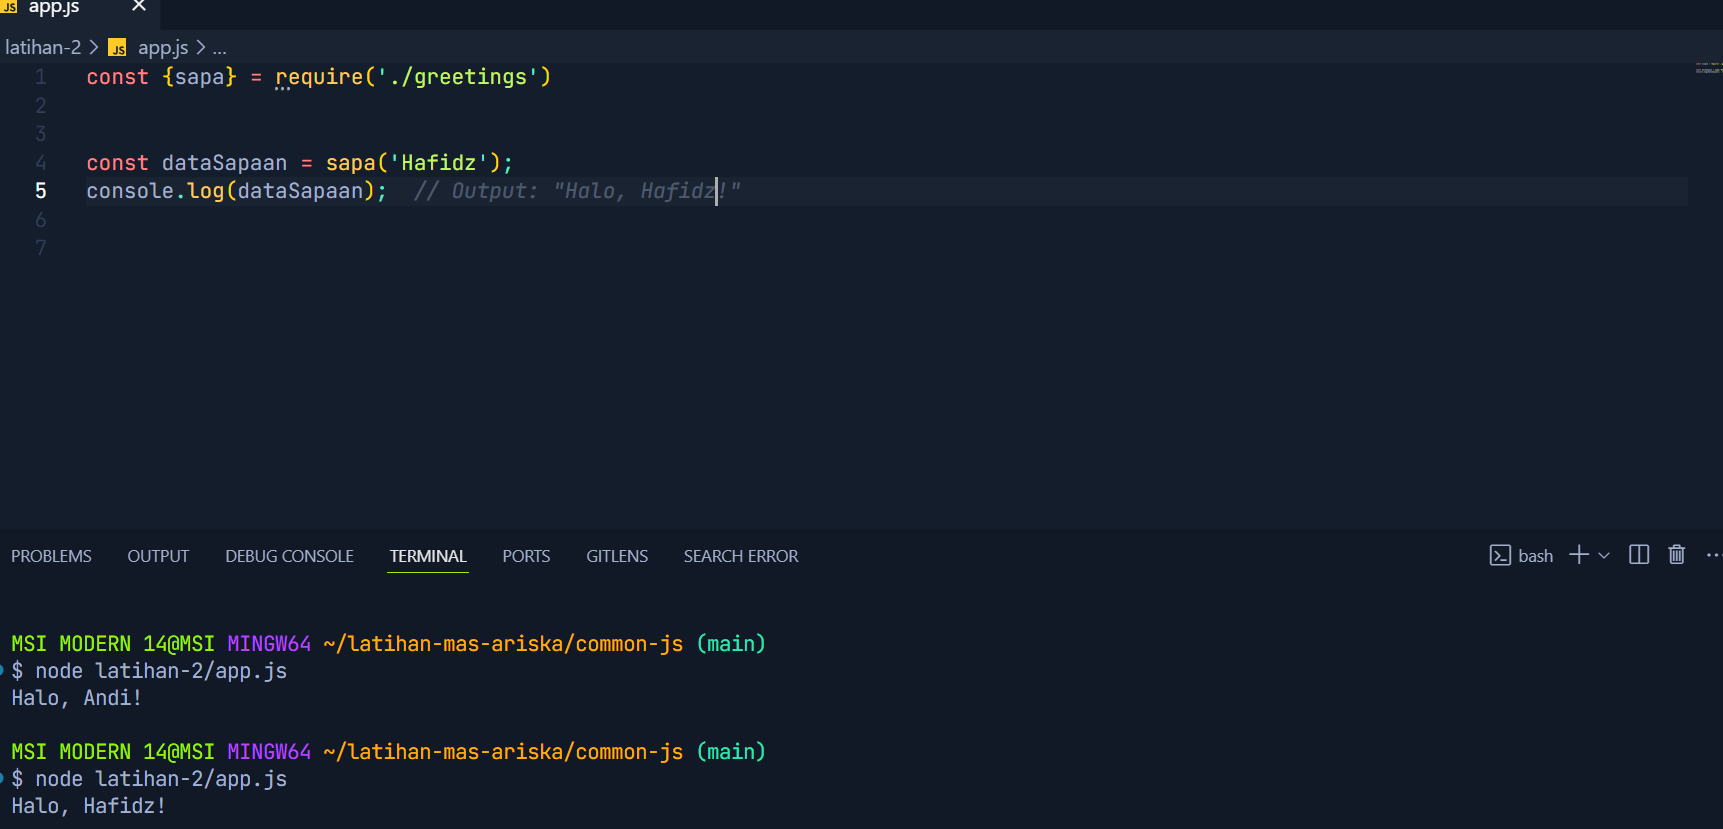 JS app.js ×
latihan-2 > JS app.js > ...
1 const {sapa} = require('./greetings')
2
3
4 const dataSapaan = sapa('Hafidz');
5 console.log(dataSapaan);  // Output: "Halo, Hafidz!"
6
7
PROBLEMS OUTPUT DEBUG CONSOLE TERMINAL PORTS GITLENS SEARCH ERROR bash
MSI MODERN 14@MSI MINGW64 ~/latihan-mas-ariska/common-js (main)
$ node latihan-2/app.js
Halo, Andi!
MSI MODERN 14@MSI MINGW64 ~/latihan-mas-ariska/common-js (main)
$ node latihan-2/app.js
Halo, Hafidz!